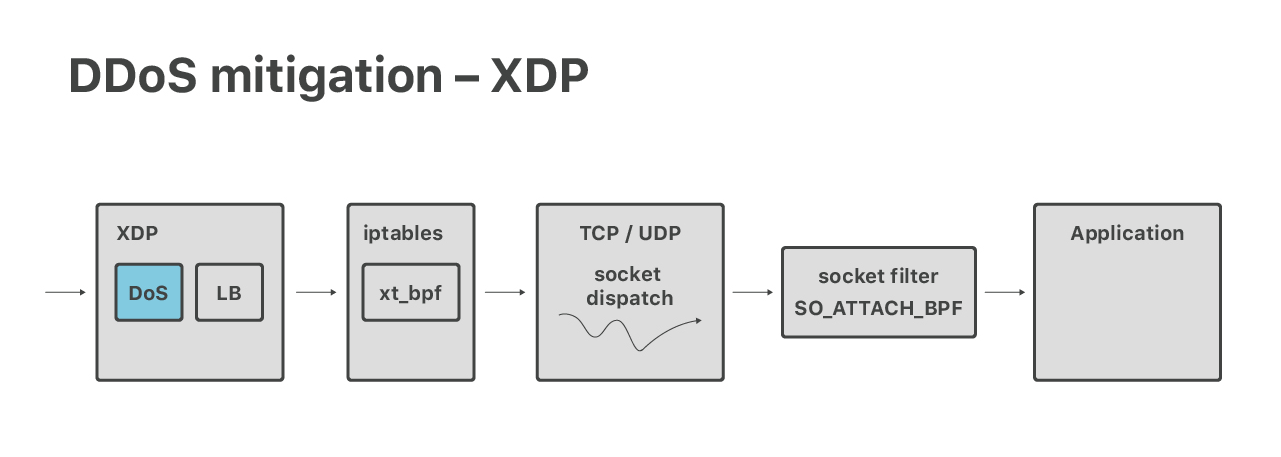 DDoS mitigation – XDP
XDP
DoS
LB
iptables
xt_bpf
TCP / UDP
socket
dispatch
socket filter
SO_ATTACH_BPF
Application